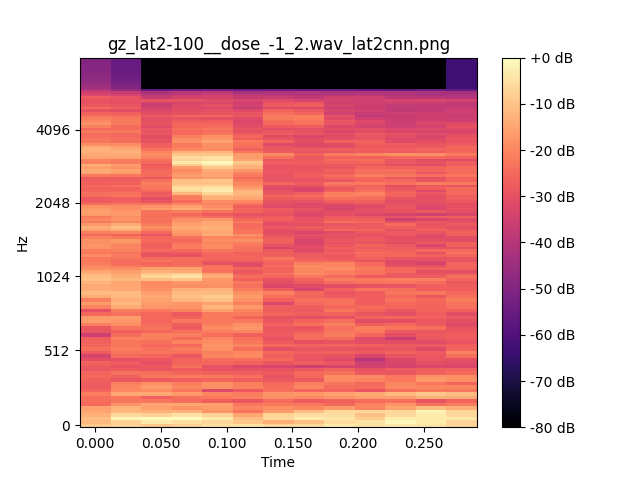 gz_lat2-100__dose_-1_2.wav_lat2cnn.png
Hz
4096
2048
1024
512
0
0.000 0.050 0.100 0.150 0.200 0.250
Time
+0 dB
-10 dB
-20 dB
-30 dB
-40 dB
-50 dB
-60 dB
-70 dB
-80 dB